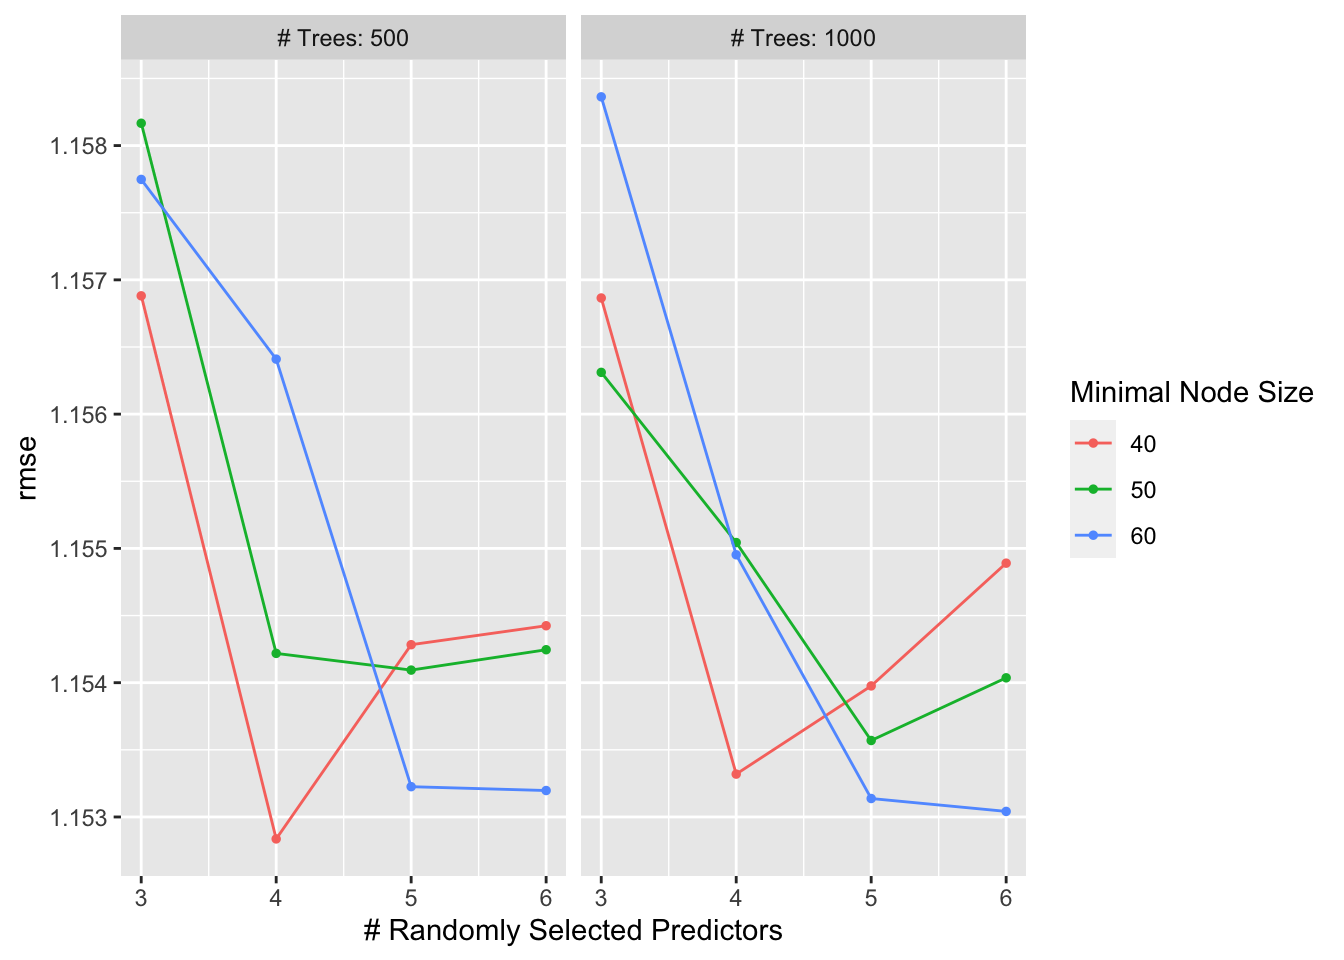 # Trees: 500
# Trees: 1000
1.158
1.157
1.156
1.155
1.154
1.153
rmse
3 4 5 6
3 4 5 6
# Randomly Selected Predictors
Minimal Node Size
40
50
60